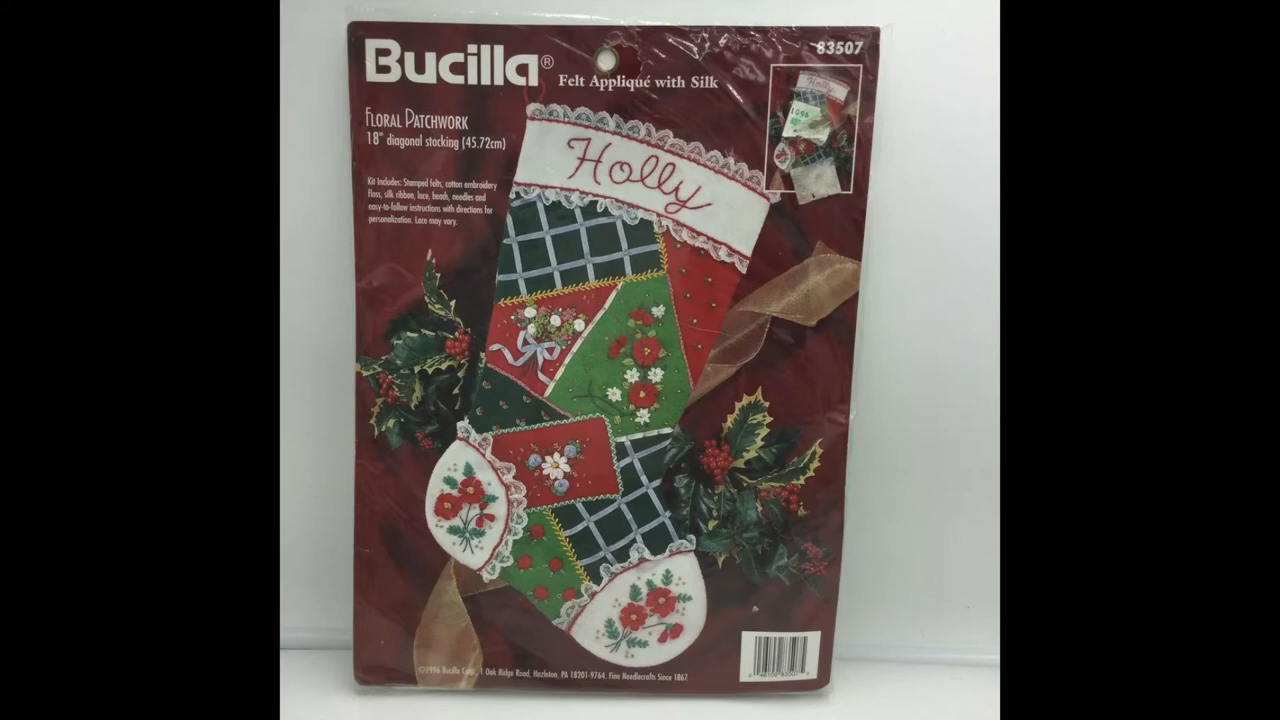 Bucilla®
Felt Appliqué with Silk
83507
FLORAL PATCHWORK
18" diagonal stocking (45.72cm)
Kit Includes: Stamped felts, cotton embroidery
floss, silk ribbon, lace, beads, needles and
easy-to-follow instructions with directions for
personalization. Lace may vary.
Holly
Holly
©1996 Bucilla Corp., 1 Oak Ridge Road, Hazleton, PA 18201-9764. Fine Needlecrafts Since 1867.